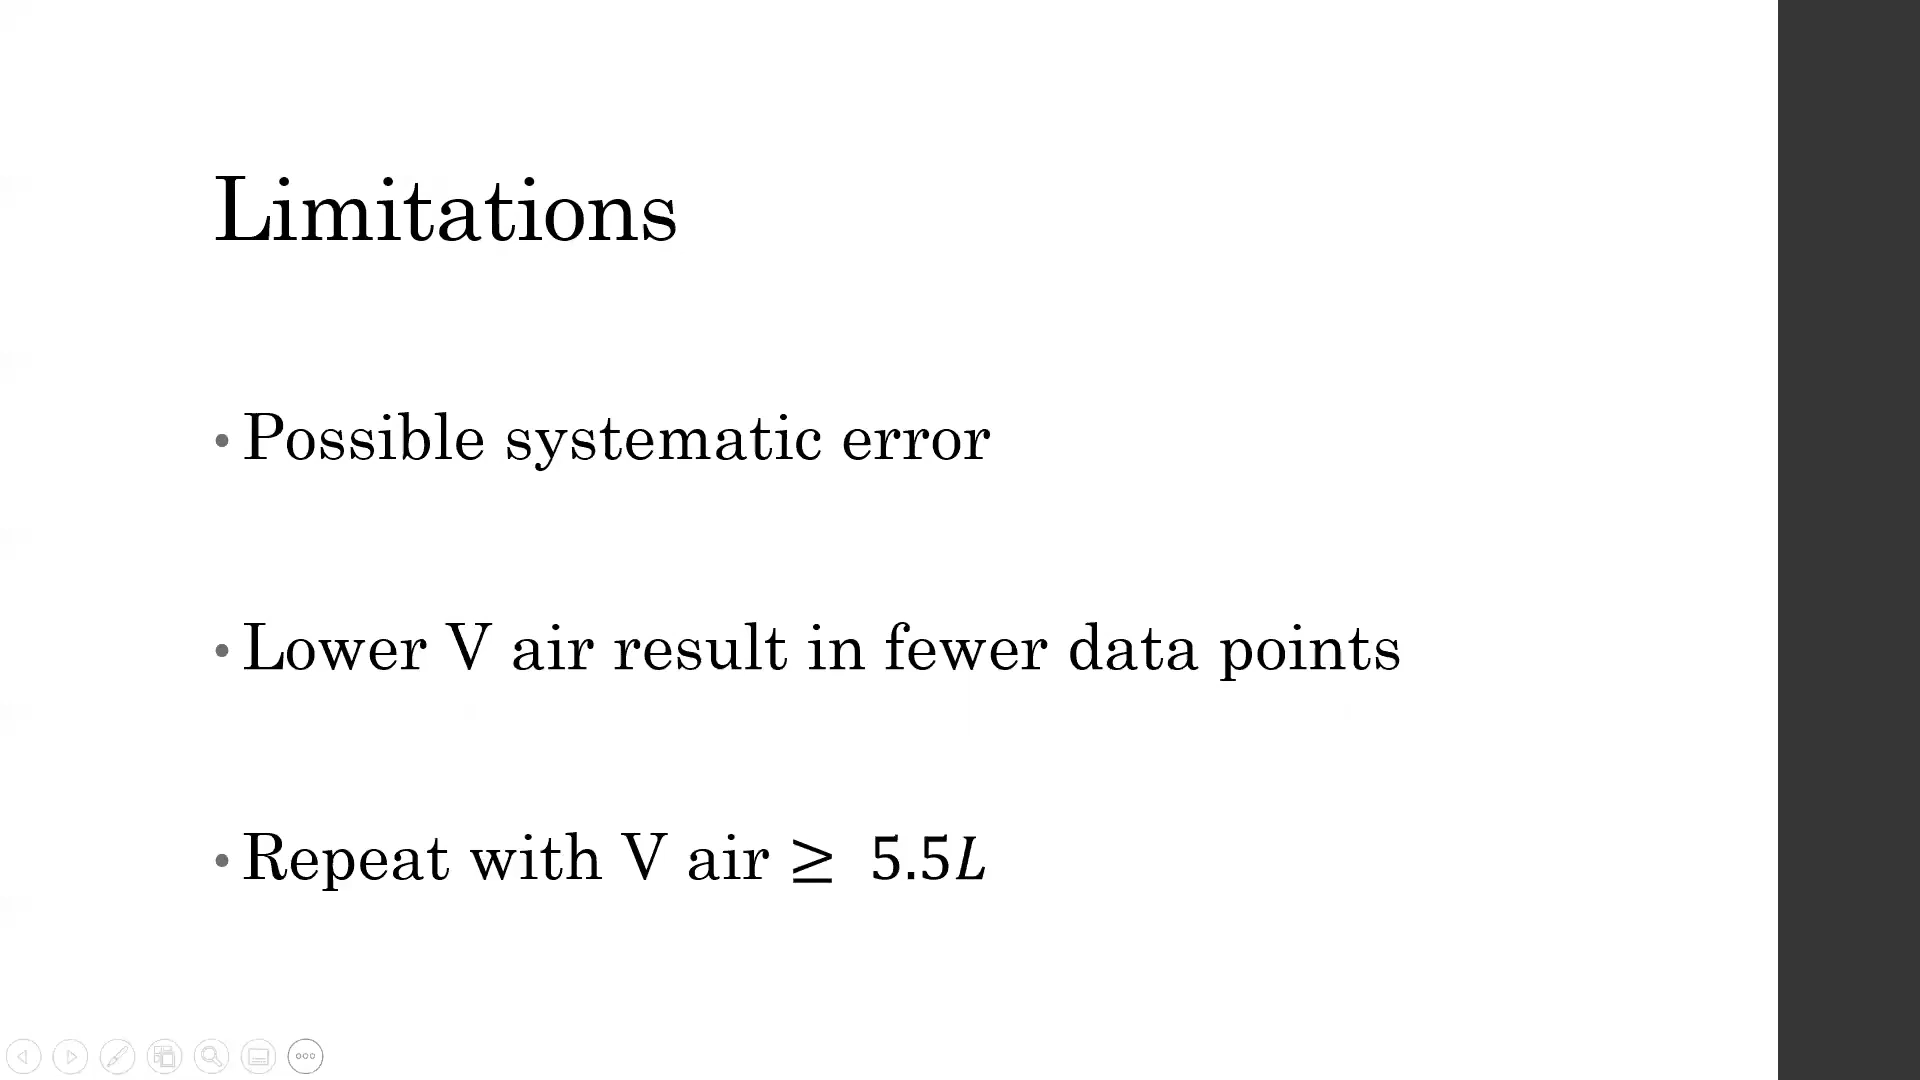 Limitations
• Possible systematic error
• Lower V air result in fewer data points
• Repeat with V air ≥ 5.5L